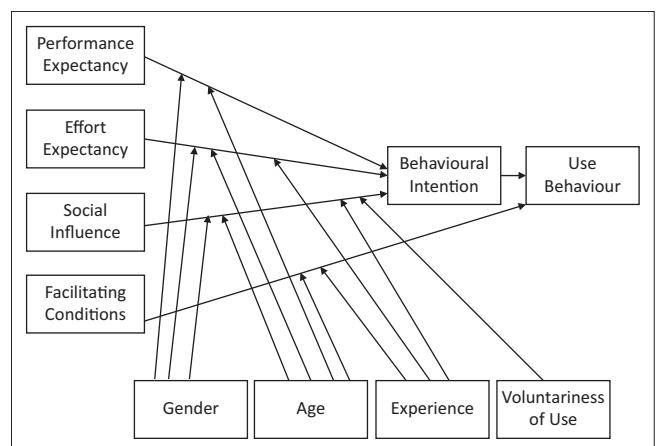 Performance
Expectancy
Effort
Expectancy
Social
Influence
Facilitating
Conditions
Behavioural
Intention
Use
Behaviour
Gender
Age
Experience
Voluntariness
of Use